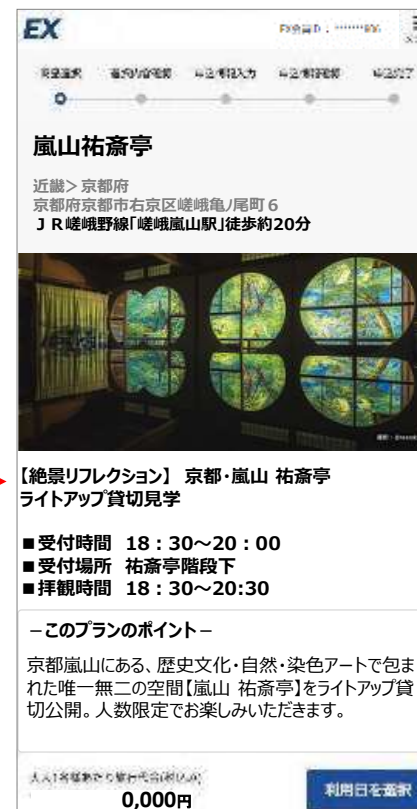 EX
嵐山祐斎亭
近畿＞京都府
京都府京都市右京区嵯峨亀ノ尾町６
ＪＲ嵯峨野線「嵯峨嵐山駅」徒歩約20分
【絶景リフレクション】 京都・嵐山 祐斎亭
ライトアップ貸切見学
■受付時間 18：30～20：00
■受付場所 祐斎亭階段下
■拝観時間 18：30～20:30
－このプランのポイント－
京都嵐山にある、歴史文化・自然・染色アートで包ま
れた唯一無二の空間【嵐山 祐斎亭】をライトアップ貸
切公開。人数限定でお楽しみいただきます。
0,000円
利用日を選択